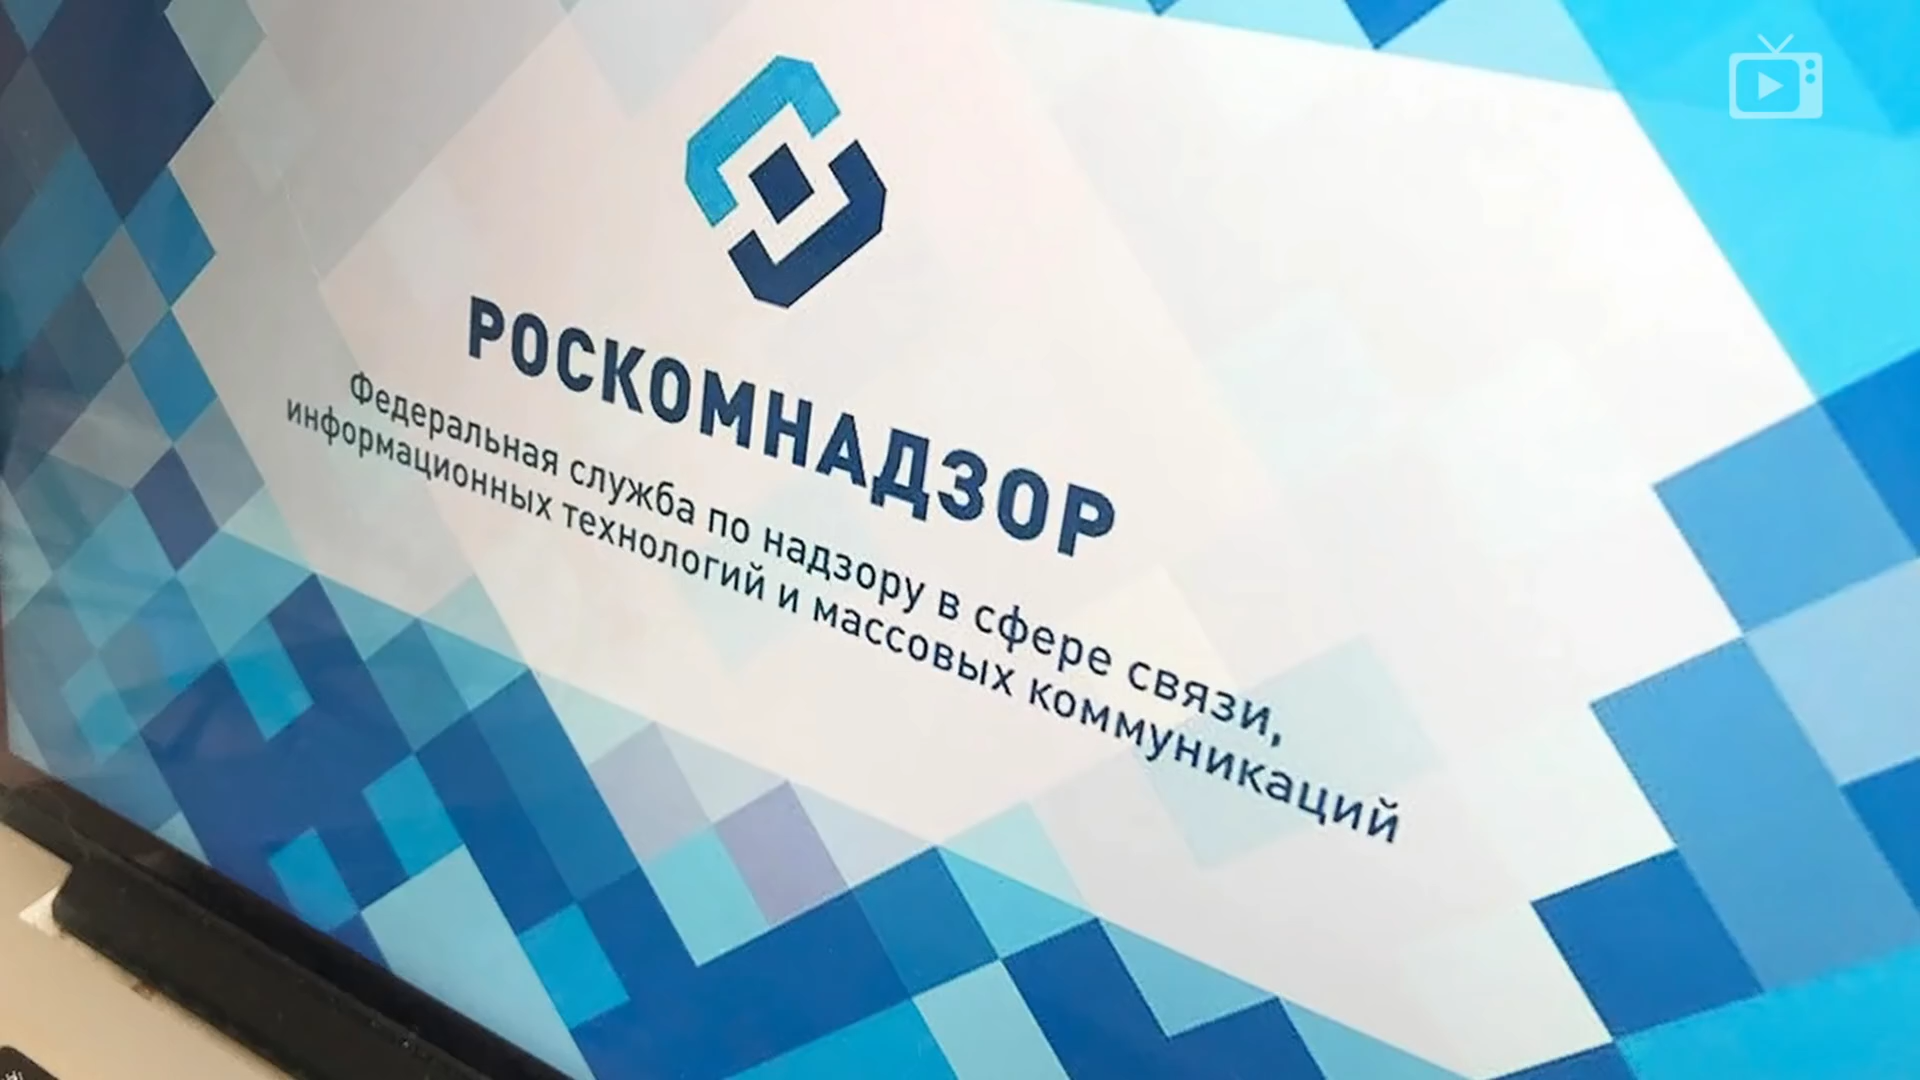 РОСКОМНАДЗОР
Федеральная служба по надзору в сфере связи,
информационных технологий и массовых коммуникаций